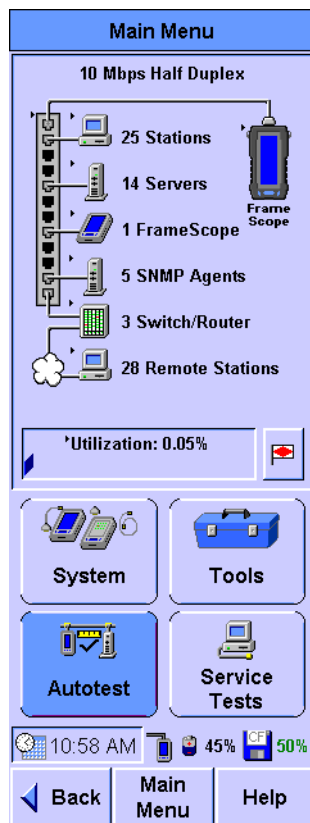 Main Menu
10 Mbps Half Duplex
25 Stations
14 Servers
Frame
Scope
1 FrameScope
5 SNMP Agents
3 Switch/Router
28 Remote Stations
Utilization: 0.05%
System
Tools
Autotest
Service
Tests
10:58 AM
45%
CF
50%
Back
Main
Menu
Help